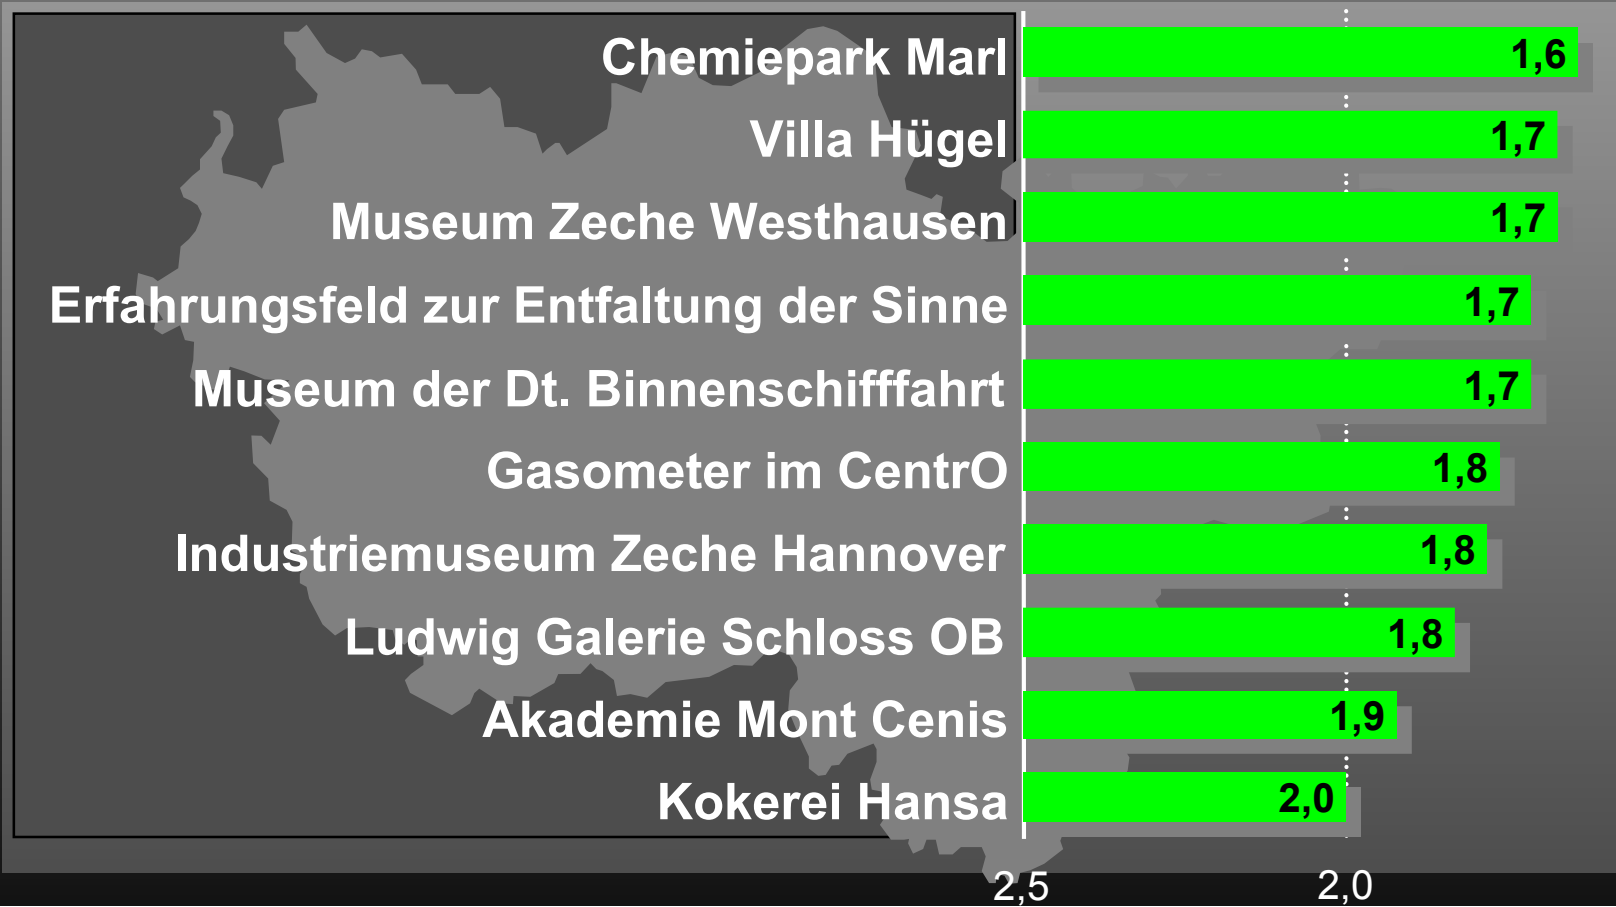 Chemiepark Marl 1,6
Villa Hügel 1,7
Museum Zeche Westhausen 1,7
Erfahrungsfeld zur Entfaltung der Sinne 1,7
Museum der Dt. Binnenschifffahrt 1,7
Gasometer im CentrO 1,8
Industriemuseum Zeche Hannover 1,8
Ludwig Galerie Schloss OB 1,8
Akademie Mont Cenis 1,9
Kokerei Hansa 2,0
2,5 2,0